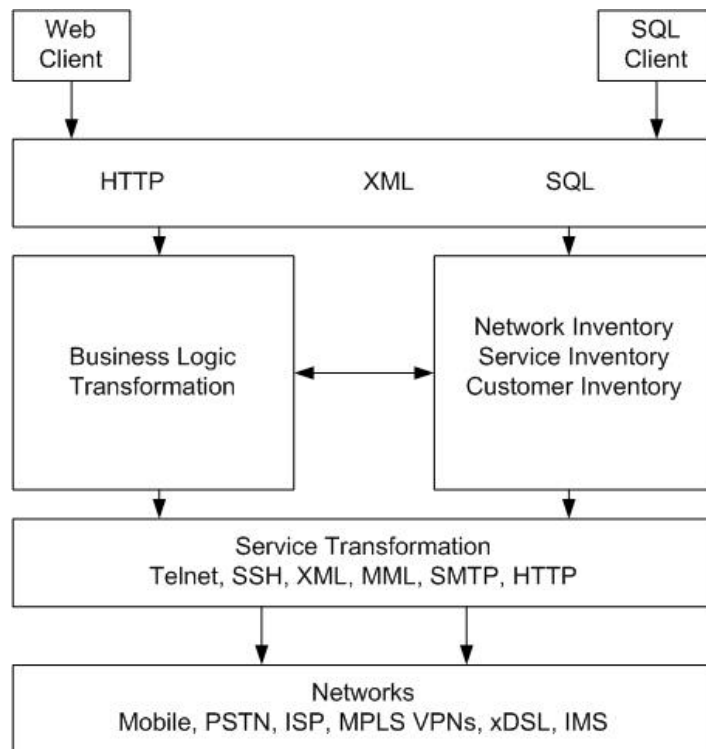 Web
Client
SQL
Client
HTTP XML SQL
Business Logic
Transformation
Network Inventory
Service Inventory
Customer Inventory
Service Transformation
Telnet, SSH, XML, MML, SMTP, HTTP
Networks
Mobile, PSTN, ISP, MPLS VPNs, xDSL, IMS